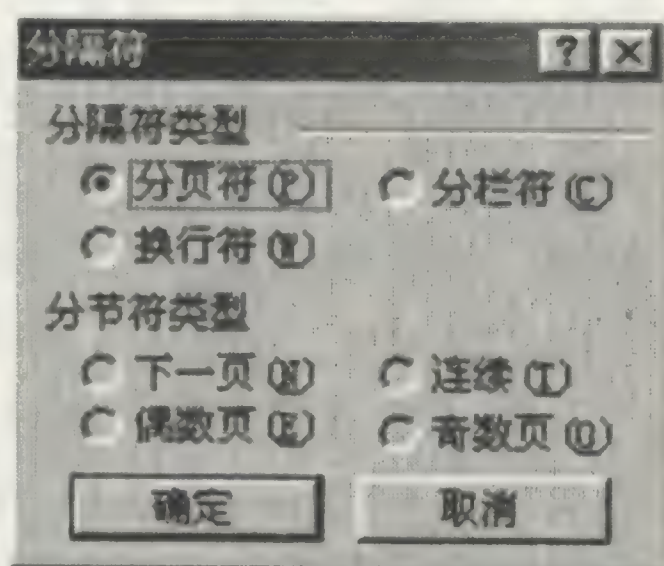 分隔符 ? ×
分隔符类型
分页符(P) 分栏符(C)
换行符(W)
分节符类型
下一页(N) 连续(T)
偶数页(E) 奇数页(O)
确定 取消